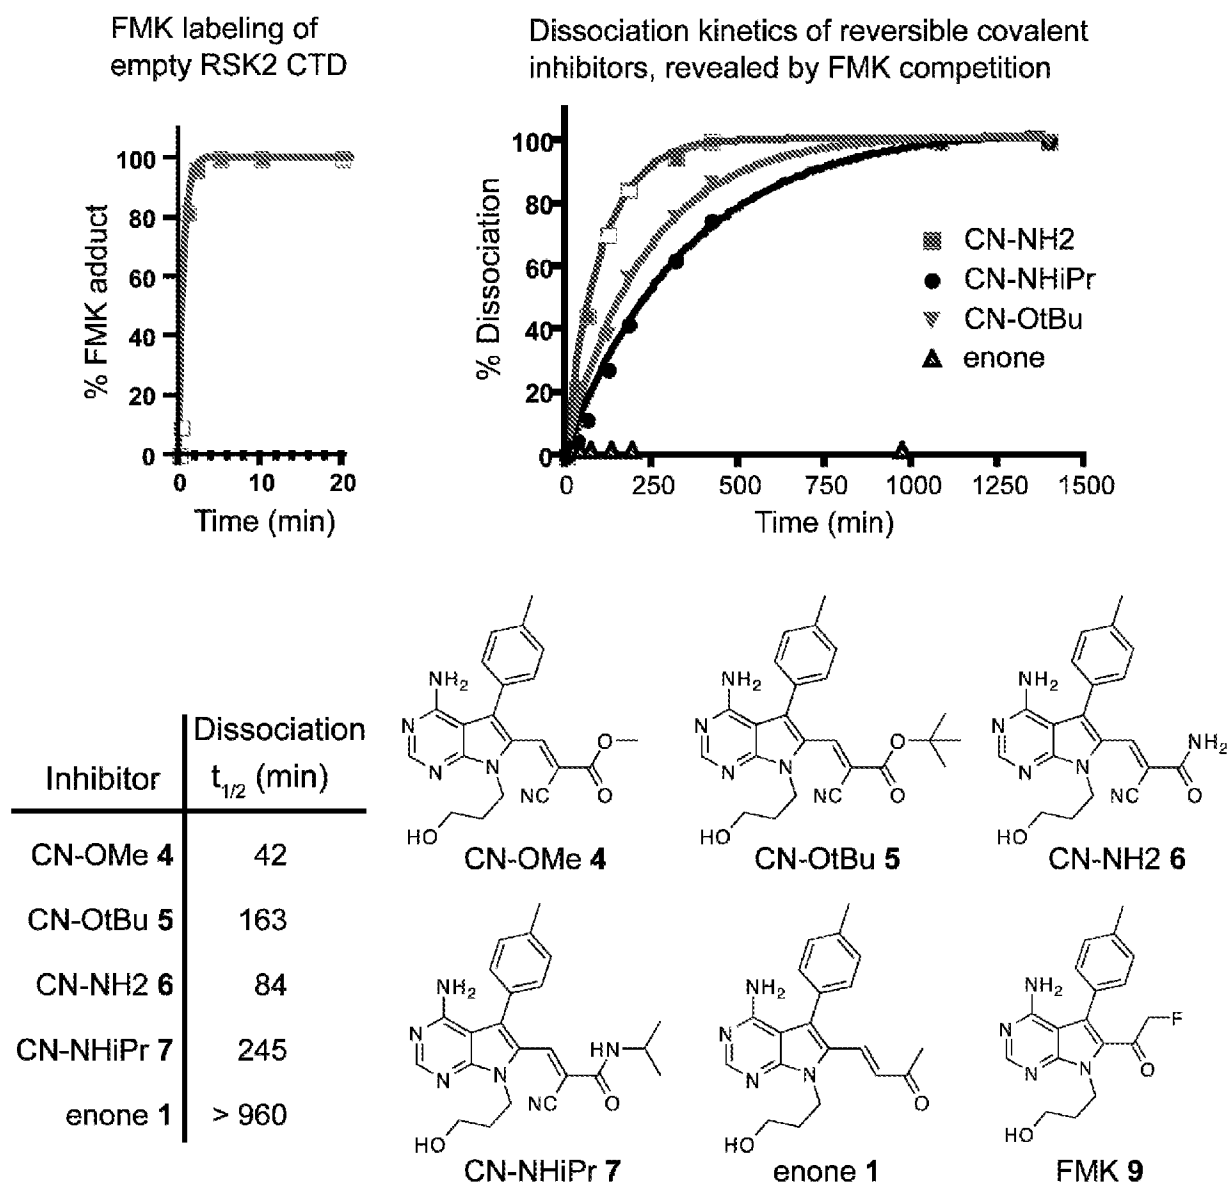 FMK labeling of
empty RSK2 CTD
Dissociation kinetics of reversible covalent
inhibitors, revealed by FMK competition
% FMK adduct
100
80
60
40
20
0
0 10 20
Time (min)
% Dissociation
100
80
60
40
20
0
0 250 500 750 1000 1250 1500
Time (min)
CN-NH2
CN-NHiPr
CN-OtBu
enone
Inhibitor
Dissociation
t1/2 (min)
CN-OMe 4 42
CN-OtBu 5 163
CN-NH2 6 84
CN-NHiPr 7 245
enone 1 > 960
NH2
N
N
N
O
O
NC
HO
CN-OMe 4
NH2
N
N
N
O
O
NC
HO
CN-OtBu 5
NH2
N
N
N
NH2
O
NC
HO
CN-NH2 6
NH2
N
N
N
HN
O
NC
HO
CN-NHiPr 7
NH2
N
N
N
O
HO
enone 1
NH2
N
N
N
F
O
HO
FMK 9